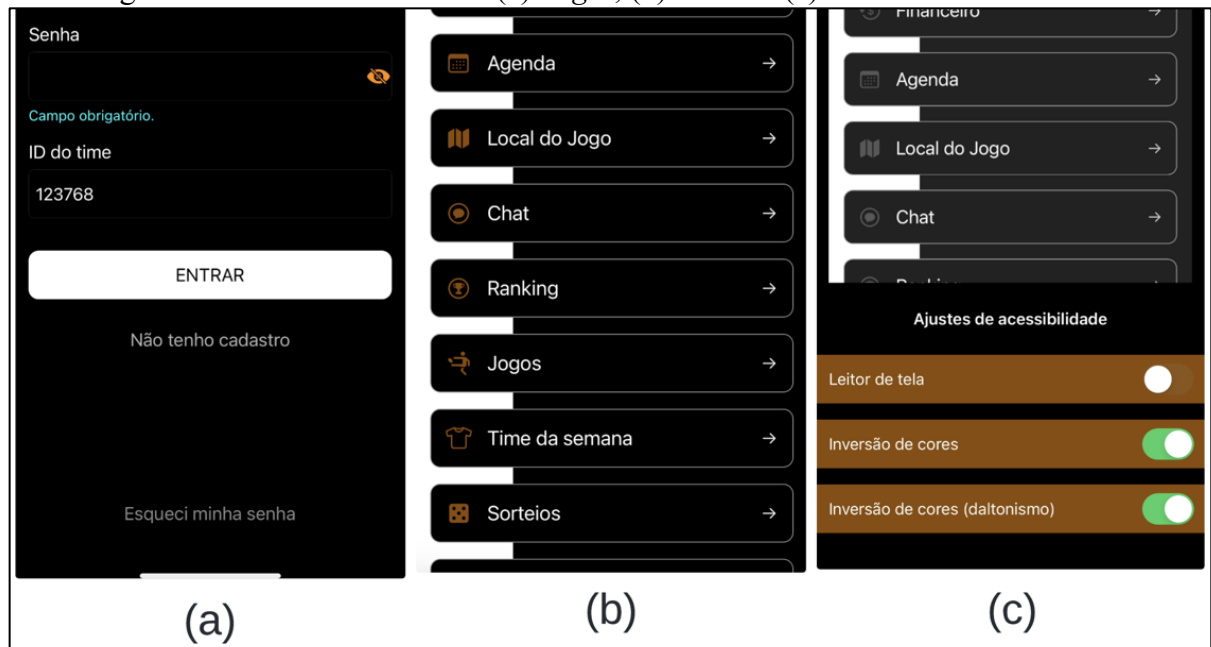 Senha
Campo obrigatório.
ID do time
123768
ENTRAR
Não tenho cadastro
Esqueci minha senha
(a)
Agenda
Local do Jogo
Chat
Ranking
Jogos
Time da semana
Sorteios
(b)
Financeiro
Agenda
Local do Jogo
Chat
Ajustes de acessibilidade
Leitor de tela
Inversão de cores
Inversão de cores (daltonismo)
(c)